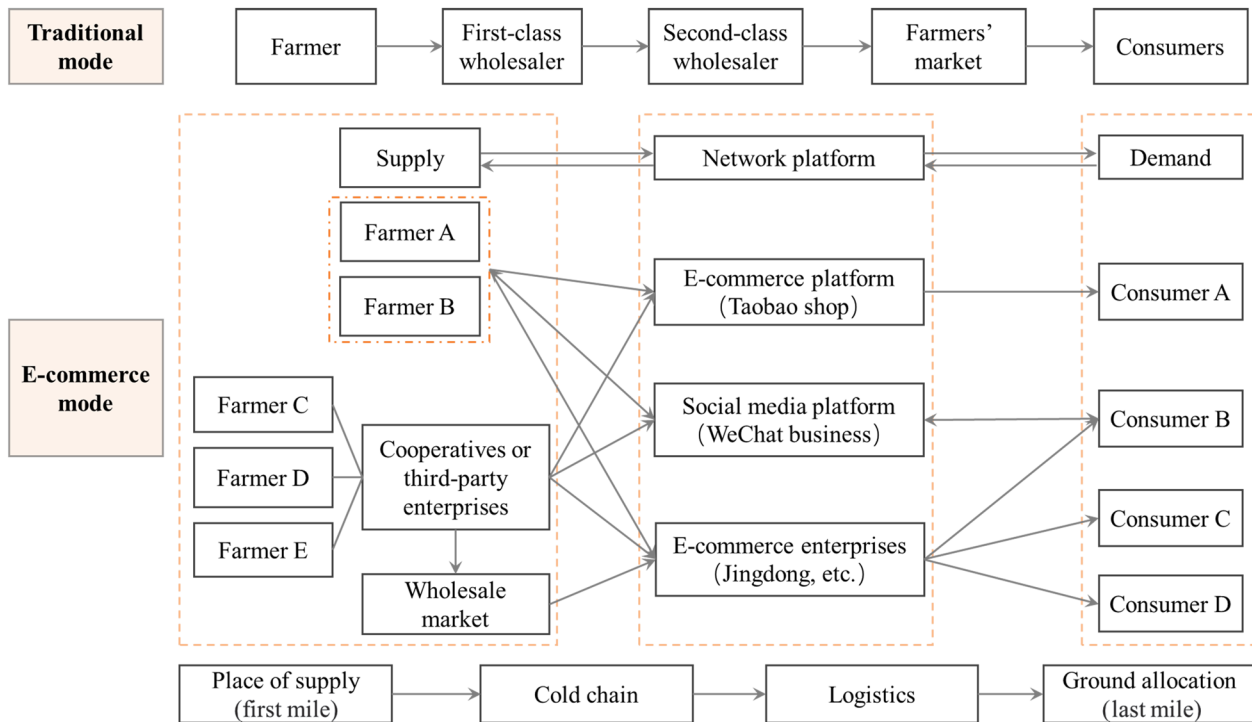 Traditional
mode
Farmer
First-class
wholesaler
Second-class
wholesaler
Farmers’
market
Consumers
Supply
Network platform
Demand
Farmer A
Farmer B
E-commerce platform
(Taobao shop)
Consumer A
E-commerce
mode
Farmer C
Farmer D
Farmer E
Cooperatives or
third-party
enterprises
Social media platform
(WeChat business)
Consumer B
Wholesale
market
E-commerce enterprises
(Jingdong, etc.)
Consumer C
Consumer D
Place of supply
(first mile)
Cold chain
Logistics
Ground allocation
(last mile)